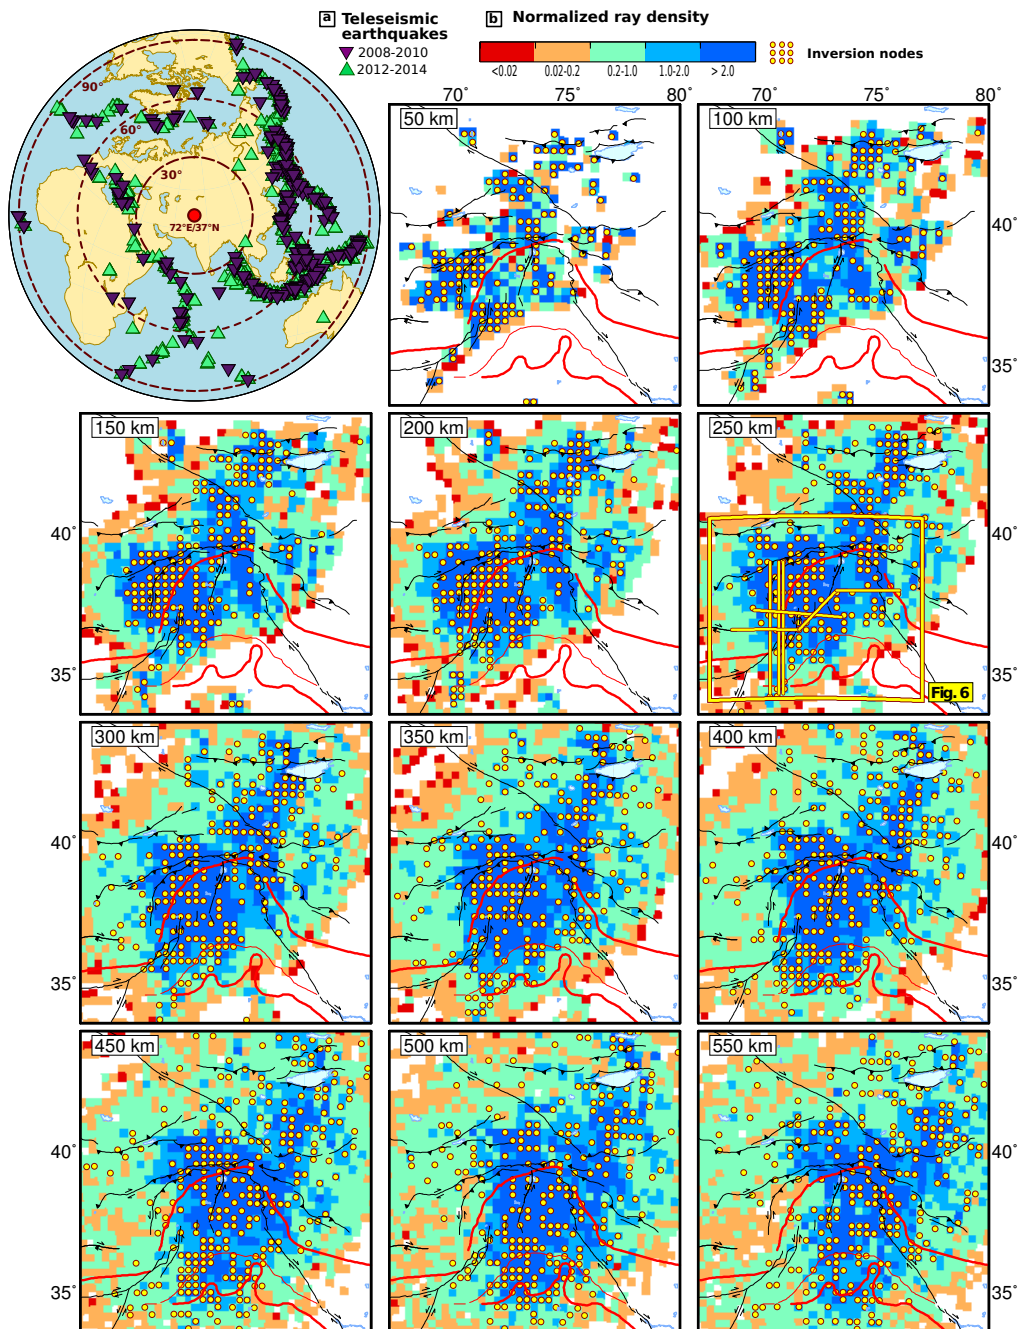 a Teleseismic earthquakes
2008-2010
2012-2014
b Normalized ray density
<0.02 0.02-0.2 0.2-1.0 1.0-2.0 > 2.0
Inversion nodes
90°
60°
30°
72°E/37°N
70° 75° 80° 70° 75° 80°
50 km
100 km
40°
35°
150 km
200 km
250 km
40° 40°
35° 35°
Fig. 6
300 km
350 km
400 km
40° 40°
35° 35°
450 km
500 km
550 km
40° 40°
35° 35°